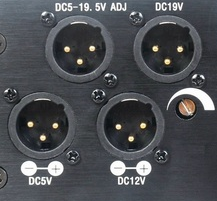 DC5-19.5V ADJ DC19V
- + - +
DC5V DC12V